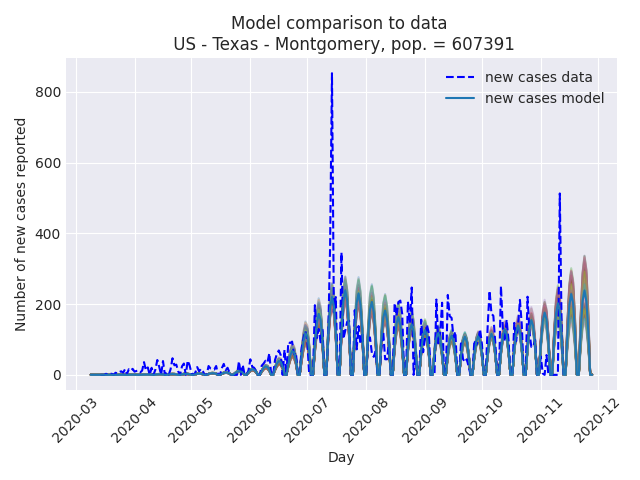 Model comparison to data
US - Texas - Montgomery, pop. = 607391
new cases data
new cases model
Number of new cases reported
800
600
400
200
0
2020-03
2020-04
2020-05
2020-06
2020-07
2020-08
2020-09
2020-10
2020-11
2020-12
Day